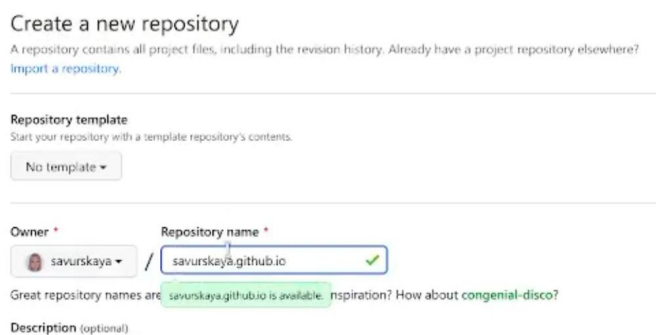 Create a new repository
A repository contains all project files, including the revision history. Already have a project repository elsewhere?
Import a repository.
Repository template
Start your repository with a template repository's contents.
No template
Owner * Repository name *
savurskaya / savurskaya.github.io
Great repository names are savurskaya.github.io is available. nspiration? How about congenial-disco?
Description (optional)